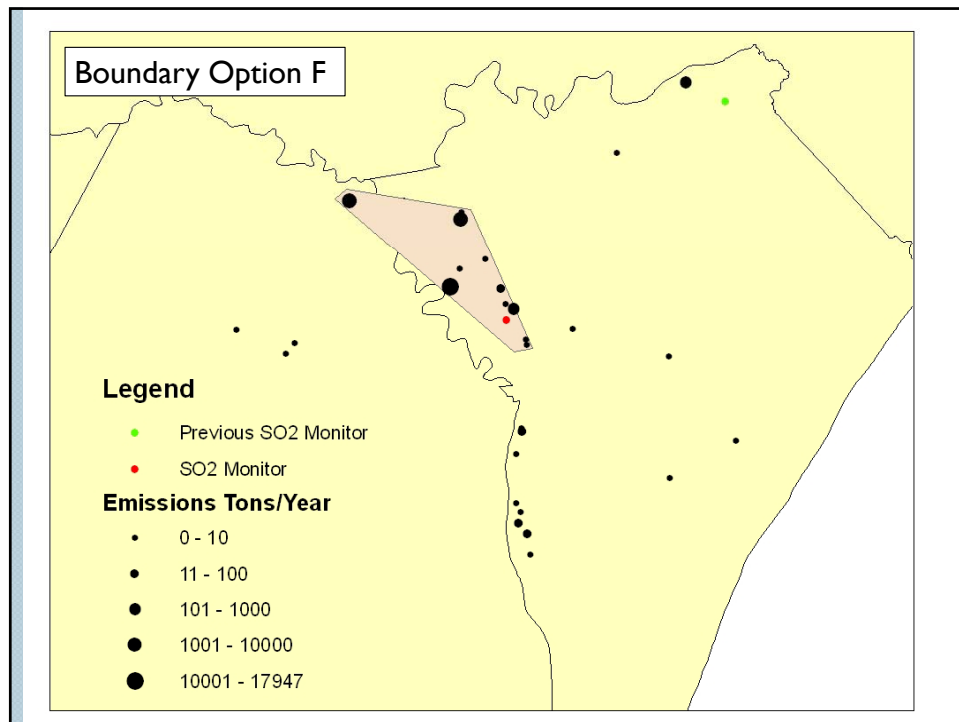 Boundary Option F
Legend
Previous SO2 Monitor
SO2 Monitor
Emissions Tons/Year
0 - 10
11 - 100
101 - 1000
1001 - 10000
10001 - 17947